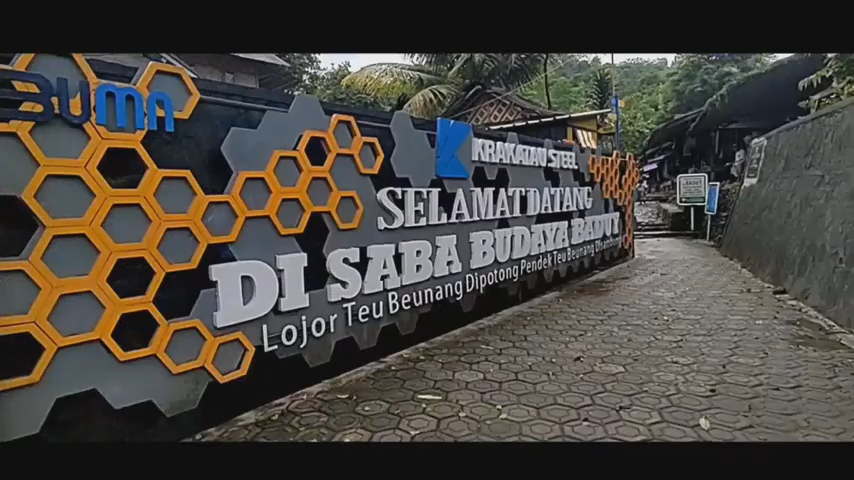 BUMN
KRAKATAU STEEL
SELAMAT DATANG
DI SABA BUDAYA BADUY
Lojor Teu Beunang Dipotong Pendek Teu Beunang Disambung